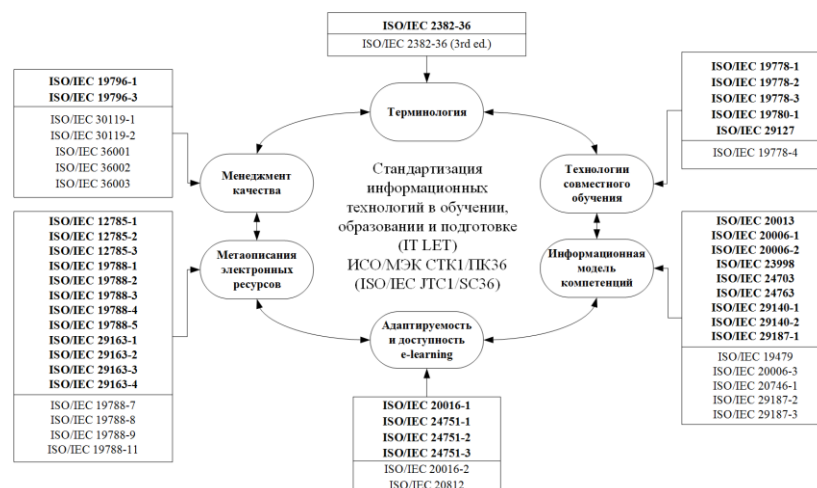 ISO/IEC 2382-36
ISO/IEC 2382-36 (3rd ed.)
ISO/IEC 19796-1
ISO/IEC 19796-3
ISO/IEC 30119-1
ISO/IEC 30119-2
ISO/IEC 36001
ISO/IEC 36002
ISO/IEC 36003
ISO/IEC 19778-1
ISO/IEC 19778-2
ISO/IEC 19778-3
ISO/IEC 19780-1
ISO/IEC 29127
ISO/IEC 19778-4
Терминология
Менеджмент
качества
Технологии
совместного
обучения
Стандартизация
информационных
технологий в обучении,
образовании и подготовке
(IT LET)
ИСО/МЭК СТК1/ПК36
(ISO/IEC JTC1/SC36)
Метаописания
электронных
ресурсов
Информационная
модель
компетенций
Адаптируемость
и доступность
e-learning
ISO/IEC 12785-1
ISO/IEC 12785-2
ISO/IEC 12785-3
ISO/IEC 19788-1
ISO/IEC 19788-2
ISO/IEC 19788-3
ISO/IEC 19788-4
ISO/IEC 19788-5
ISO/IEC 29163-1
ISO/IEC 29163-2
ISO/IEC 29163-3
ISO/IEC 29163-4
ISO/IEC 19788-7
ISO/IEC 19788-8
ISO/IEC 19788-9
ISO/IEC 19788-11
ISO/IEC 20013
ISO/IEC 20006-1
ISO/IEC 20006-2
ISO/IEC 23998
ISO/IEC 24703
ISO/IEC 24763
ISO/IEC 29140-1
ISO/IEC 29140-2
ISO/IEC 29187-1
ISO/IEC 19479
ISO/IEC 20006-3
ISO/IEC 20746-1
ISO/IEC 29187-2
ISO/IEC 29187-3
ISO/IEC 20016-1
ISO/IEC 24751-1
ISO/IEC 24751-2
ISO/IEC 24751-3
ISO/IEC 20016-2
ISO/IEC 20812